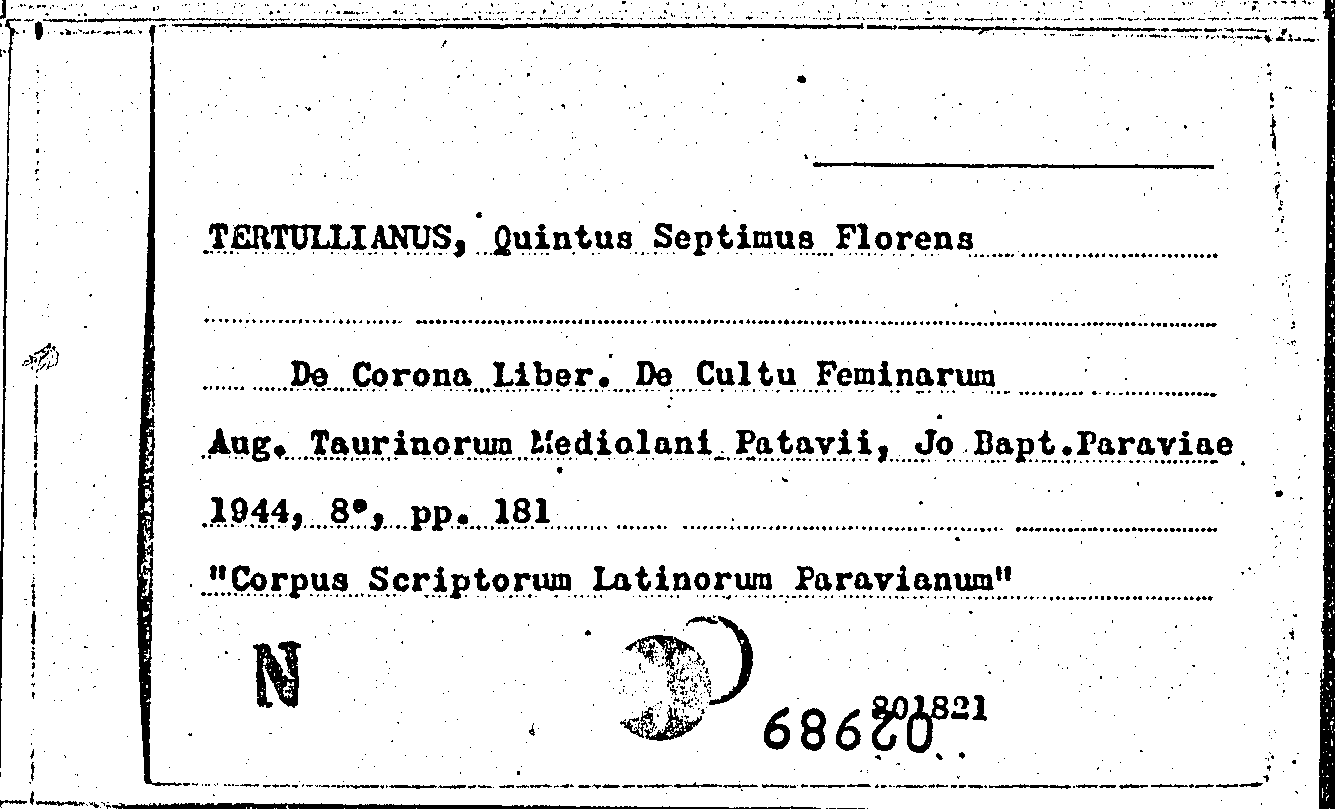 TERTULLIANUS, Quintus Septimus Florens
De Corona Liber. De Cultu Feminarum
Aug. Taurinorum Mediolani Patavii, Jo Bapt.Paraviae
1944, 8°, pp. 181
"Corpus Scriptorum Latinorum Paravianum"
N
801821